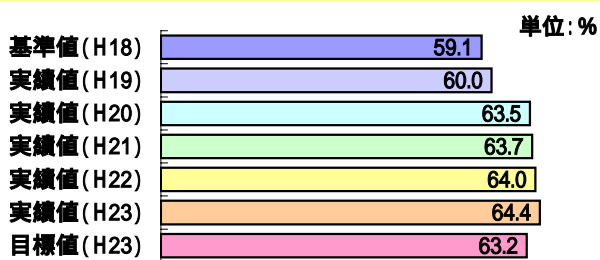 単位:%
基準値(H18) 59.1
実績値(H19) 60.0
実績値(H20) 63.5
実績値(H21) 63.7
実績値(H22) 64.0
実績値(H23) 64.4
目標値(H23) 63.2